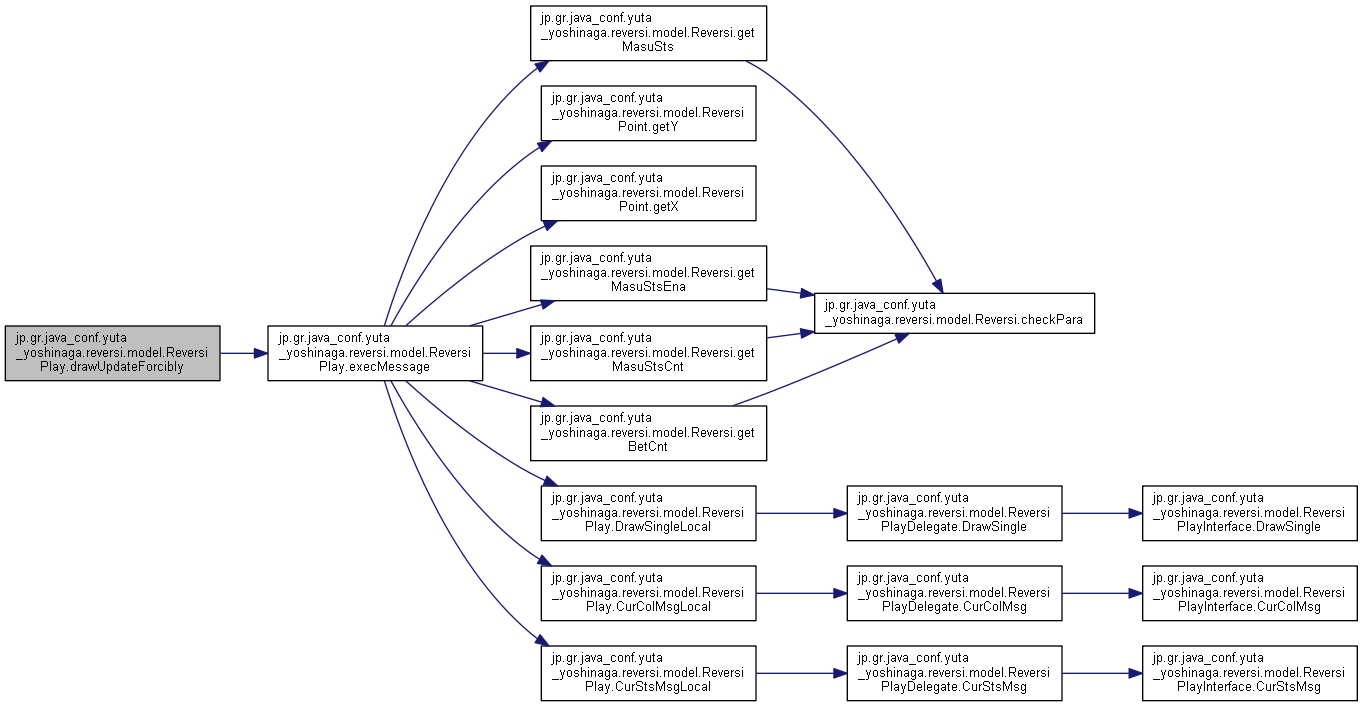 jp.gr.java_conf.yuta
_yoshinaga.reversi.model.Reversi
Play.drawUpdateForcibly
jp.gr.java_conf.yuta
_yoshinaga.reversi.model.Reversi
Play.execMessage
jp.gr.java_conf.yuta
_yoshinaga.reversi.model.Reversi.get
MasuSts
jp.gr.java_conf.yuta
_yoshinaga.reversi.model.Reversi
Point.getY
jp.gr.java_conf.yuta
_yoshinaga.reversi.model.Reversi
Point.getX
jp.gr.java_conf.yuta
_yoshinaga.reversi.model.Reversi.get
MasuStsEna
jp.gr.java_conf.yuta
_yoshinaga.reversi.model.Reversi.get
MasuStsCnt
jp.gr.java_conf.yuta
_yoshinaga.reversi.model.Reversi.get
BetCnt
jp.gr.java_conf.yuta
_yoshinaga.reversi.model.Reversi.checkPara
jp.gr.java_conf.yuta
_yoshinaga.reversi.model.Reversi
Play.DrawSingleLocal
jp.gr.java_conf.yuta
_yoshinaga.reversi.model.Reversi
PlayDelegate.DrawSingle
jp.gr.java_conf.yuta
_yoshinaga.reversi.model.Reversi
PlayInterface.DrawSingle
jp.gr.java_conf.yuta
_yoshinaga.reversi.model.Reversi
Play.CurColMsgLocal
jp.gr.java_conf.yuta
_yoshinaga.reversi.model.Reversi
PlayDelegate.CurColMsg
jp.gr.java_conf.yuta
_yoshinaga.reversi.model.Reversi
PlayInterface.CurColMsg
jp.gr.java_conf.yuta
_yoshinaga.reversi.model.Reversi
Play.CurStsMsgLocal
jp.gr.java_conf.yuta
_yoshinaga.reversi.model.Reversi
PlayDelegate.CurStsMsg
jp.gr.java_conf.yuta
_yoshinaga.reversi.model.Reversi
PlayInterface.CurStsMsg